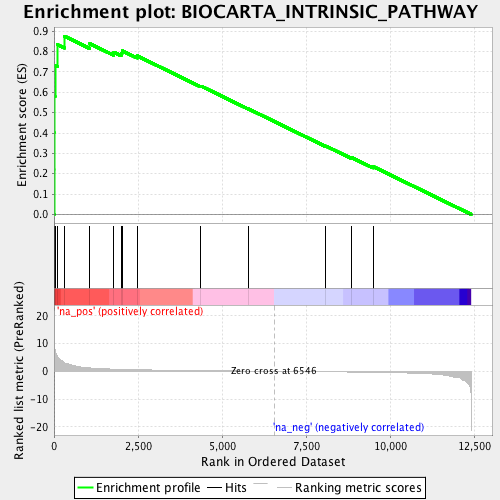 Enrichment plot: BIOCARTA_INTRINSIC_PATHWAY
Enrichment score (ES)
0.9
0.8
0.7
0.6
0.5
0.4
0.3
0.2
0.1
0.0
'na_pos' (positively correlated)
Ranked list metric (PreRanked)
20
10
0
-10
-20
Zero cross at 6546
'na_neg' (negatively correlated)
0
2,500
5,000
7,500
10,000
12,500
Rank in Ordered Dataset
Enrichment profile
Hits
Ranking metric scores